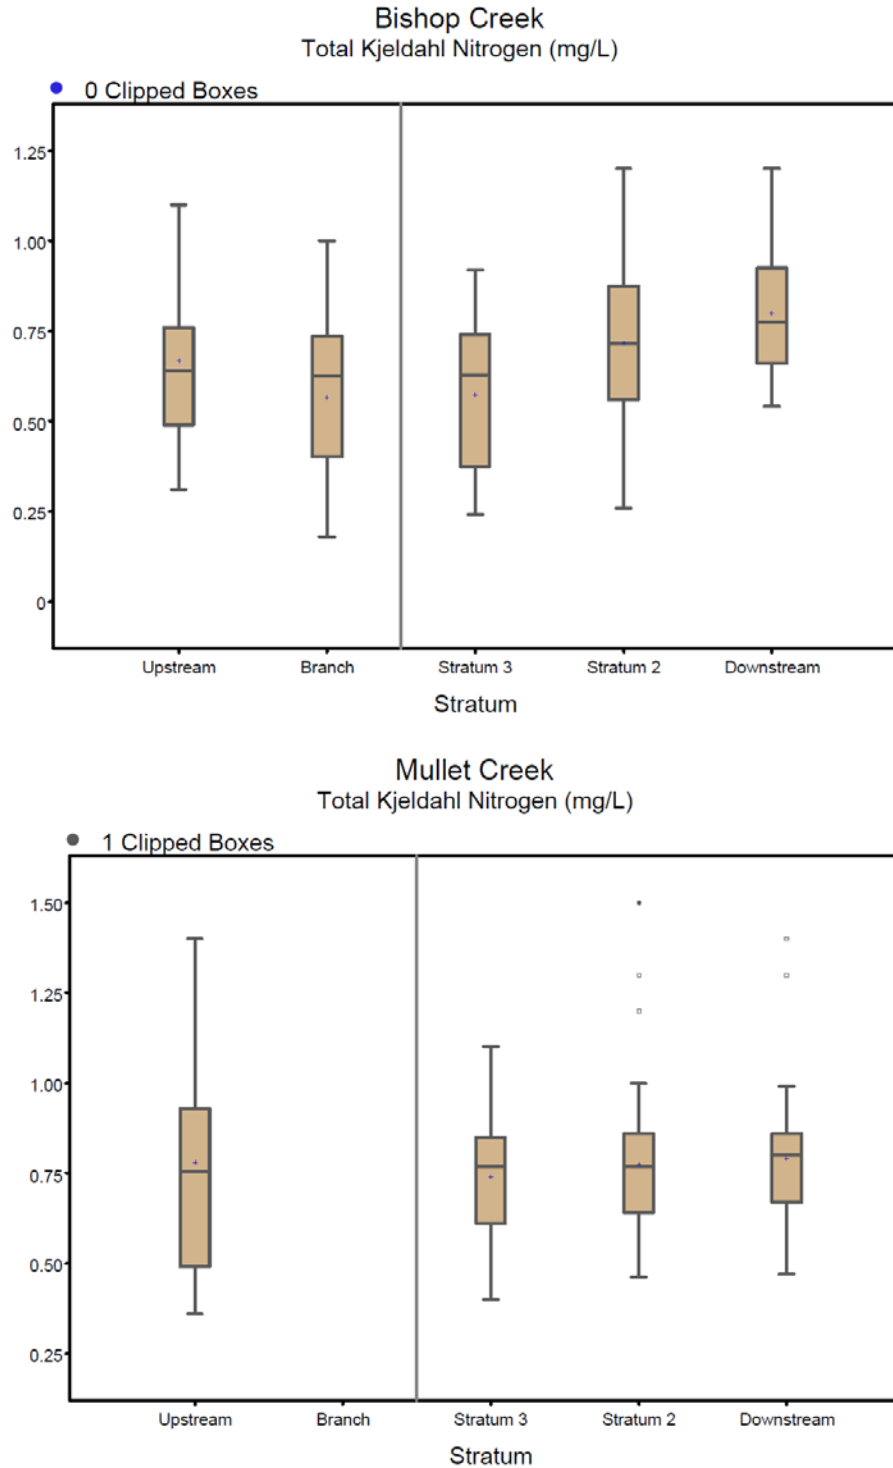 Bishop Creek
Total Kjeldahl Nitrogen (mg/L)
0 Clipped Boxes
1.25
1.00
0.75
0.50
0.25
0
Upstream Branch Stratum 3 Stratum 2 Downstream
Stratum
Mullet Creek
Total Kjeldahl Nitrogen (mg/L)
1 Clipped Boxes
1.50
1.25
1.00
0.75
0.50
0.25
Upstream Branch Stratum 3 Stratum 2 Downstream
Stratum